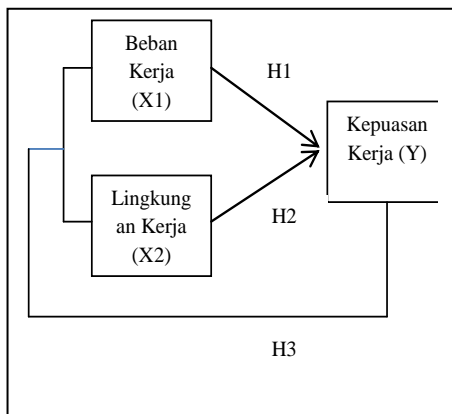 Beban
Kerja
(X1)
H1
Kepuasan
Kerja (Y)
Lingkung
an Kerja
(X2)
H2
H3